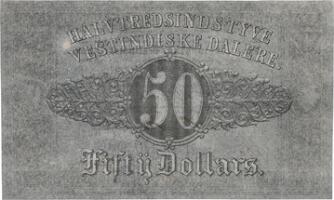 HALVTREDSINDSTYVE
VESTINDISKE DALERE.
50
Fifty Dollars.